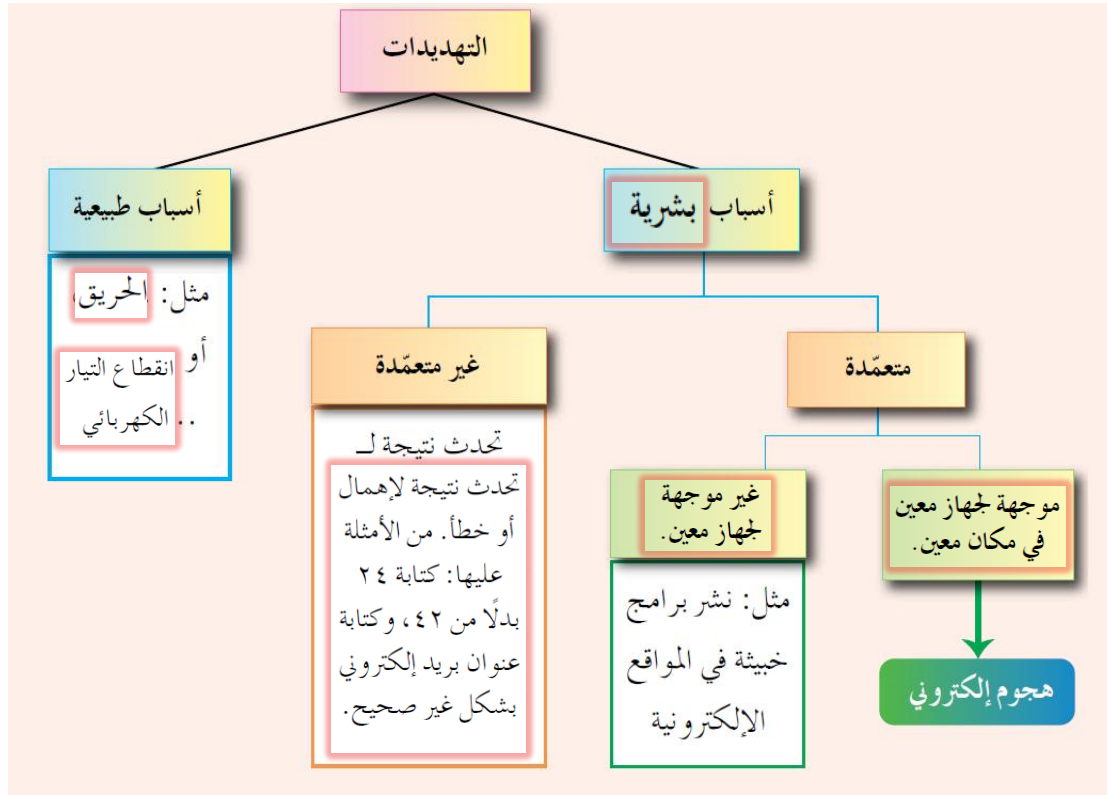 التهديدات
أسباب بشرية
أسباب طبيعية
متعمّدة
غير متعمّدة
موجهة لجهاز معين
في مكان معين.
هجوم إلكتروني
غير موجهة
لجهاز معين.
مثل: نشر برامج
خبيثة في المواقع
الإلكترونية
تحدث نتيجة لـ
تحدث نتيجة لإهمال
أو خطأ. من الأمثلة
عليها: كتابة ٢٤
بدلًا من ٤٢، وكتابة
عنوان بريد إلكتروني
بشكل غير صحيح.
مثل: الحريق،
أو انقطاع التيار
الكهربائي ..